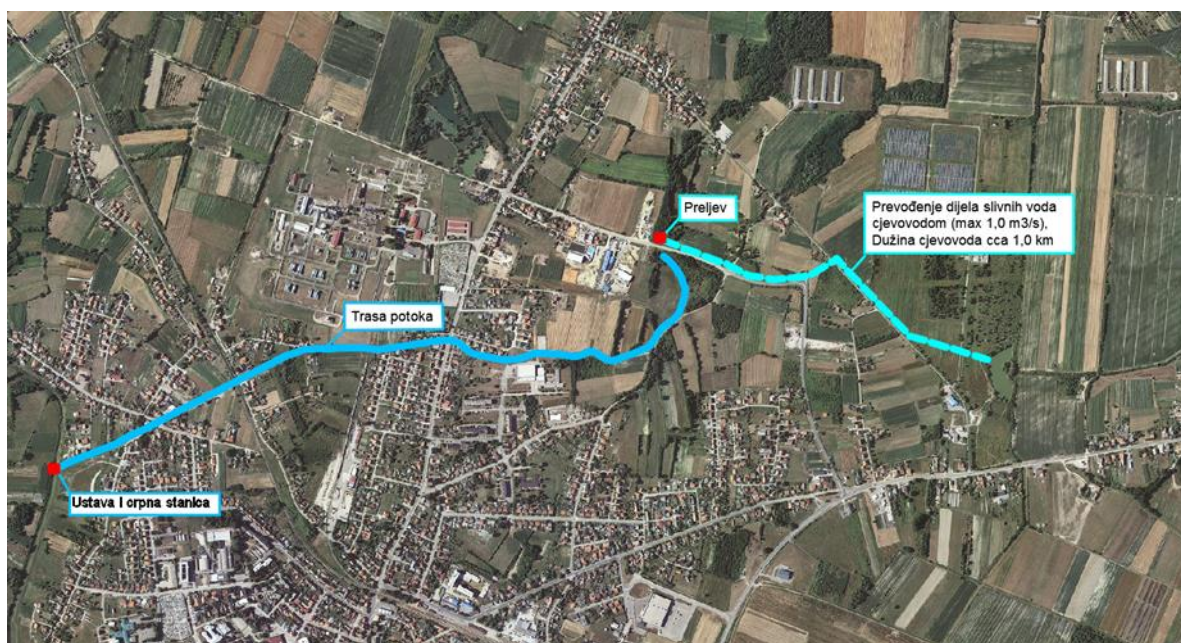 Preljev
Prevođenje dijela slivnih voda
cjevovodom (max 1,0 m3/s),
Dužina cjevovoda cca 1,0 km
Trasa potoka
Ustava i crpna stanica